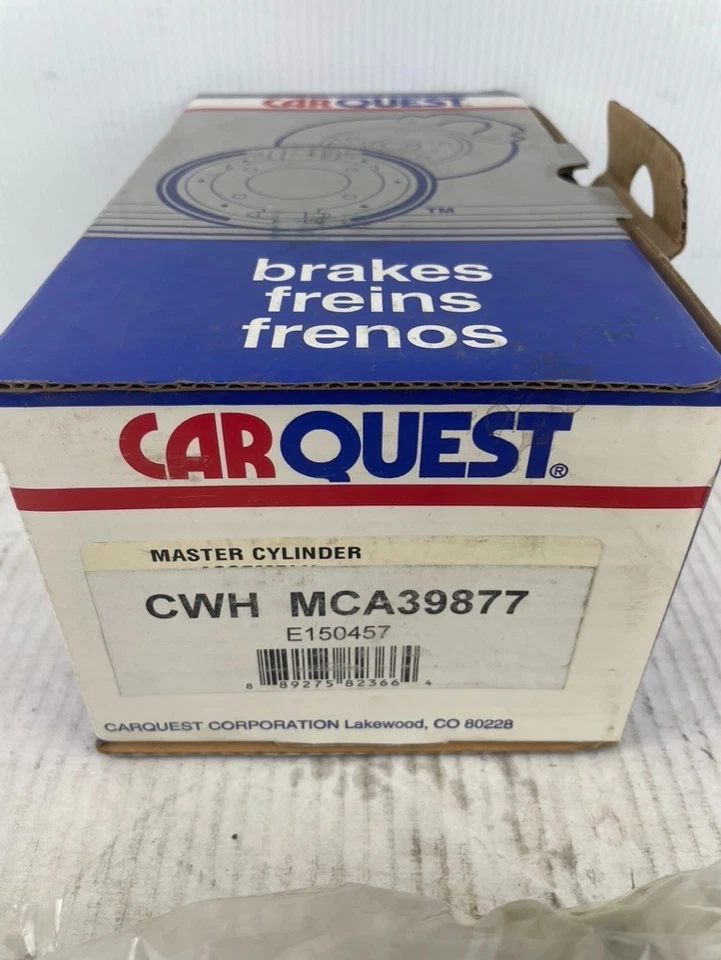 CARQUEST
TM
brakes
freins
frenos
CARQUEST®
MASTER CYLINDER
CWH MCA39877
E150457
8 89275 82366 4
CARQUEST CORPORATION Lakewood, CO 80228